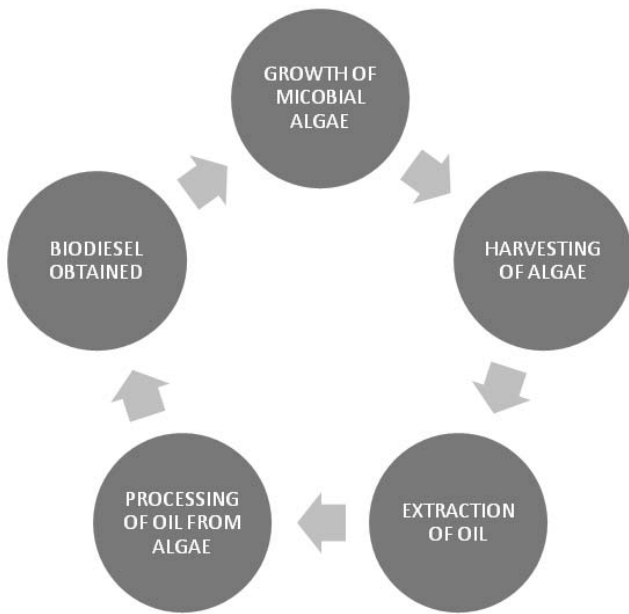 GROWTH OF
MICOBIAL
ALGAE
HARVESTING
OF ALGAE
EXTRACTION
OF OIL
PROCESSING
OF OIL FROM
ALGAE
BIODIESEL
OBTAINED